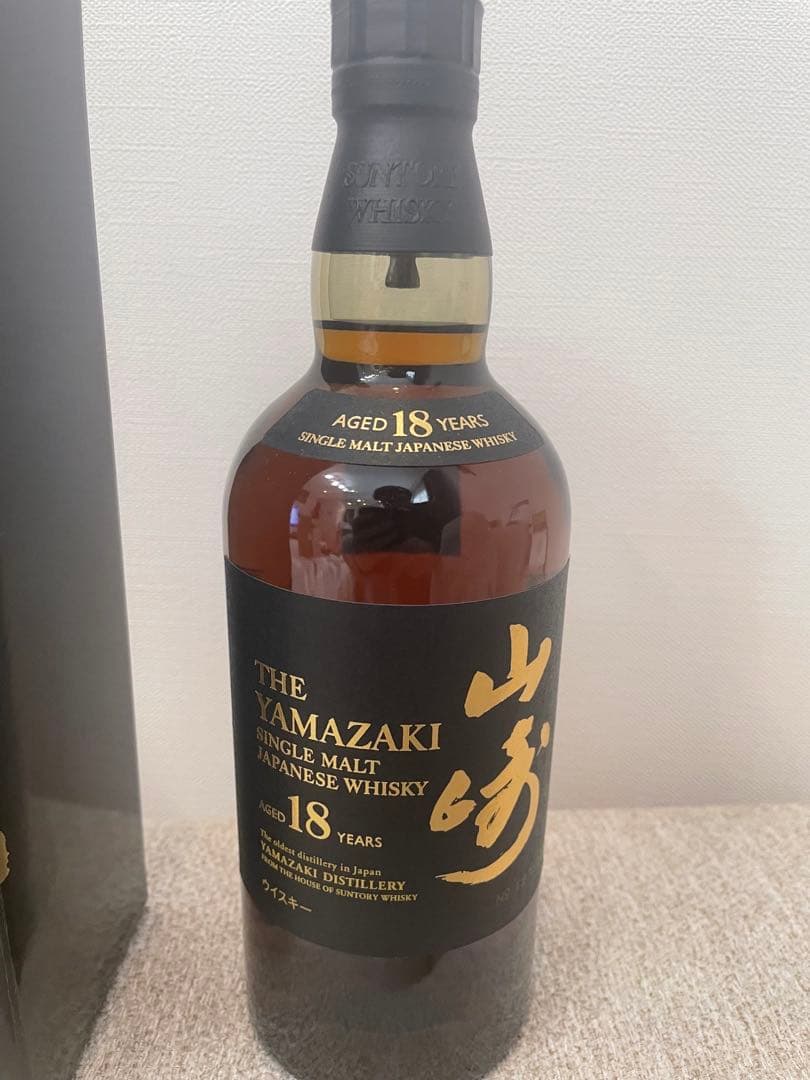 SUNTORY
WHISKY
AGED 18 YEARS
SINGLE MALT JAPANESE WHISKY
THE
YAMAZAKI
SINGLE MALT
JAPANESE WHISKY
AGED 18 YEARS
The oldest distillery in Japan
YAMAZAKI DISTILLERY
FROM THE HOUSE OF SUNTORY WHISKY
ウイスキー
山崎